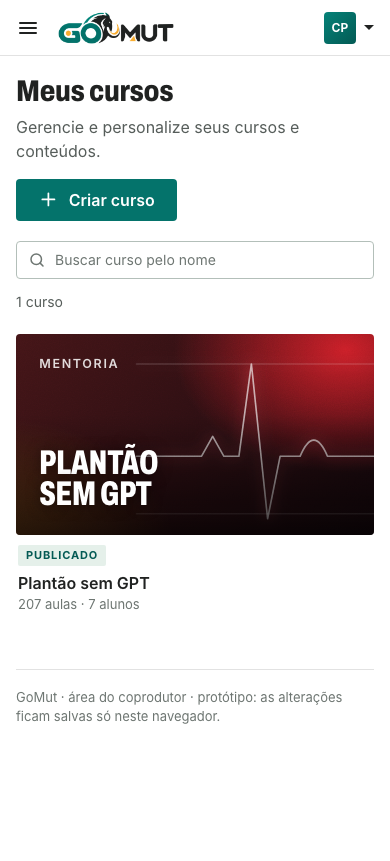 GOMUT
CP
Meus cursos
Gerencie e personalize seus cursos e
conteúdos.
Criar curso
Buscar curso pelo nome
1 curso
MENTORIA
PLANTÃO
SEM GPT
PUBLICADO
Plantão sem GPT
207 aulas · 7 alunos
GoMut · área do coprodutor · protótipo: as alterações
ficam salvas só neste navegador.